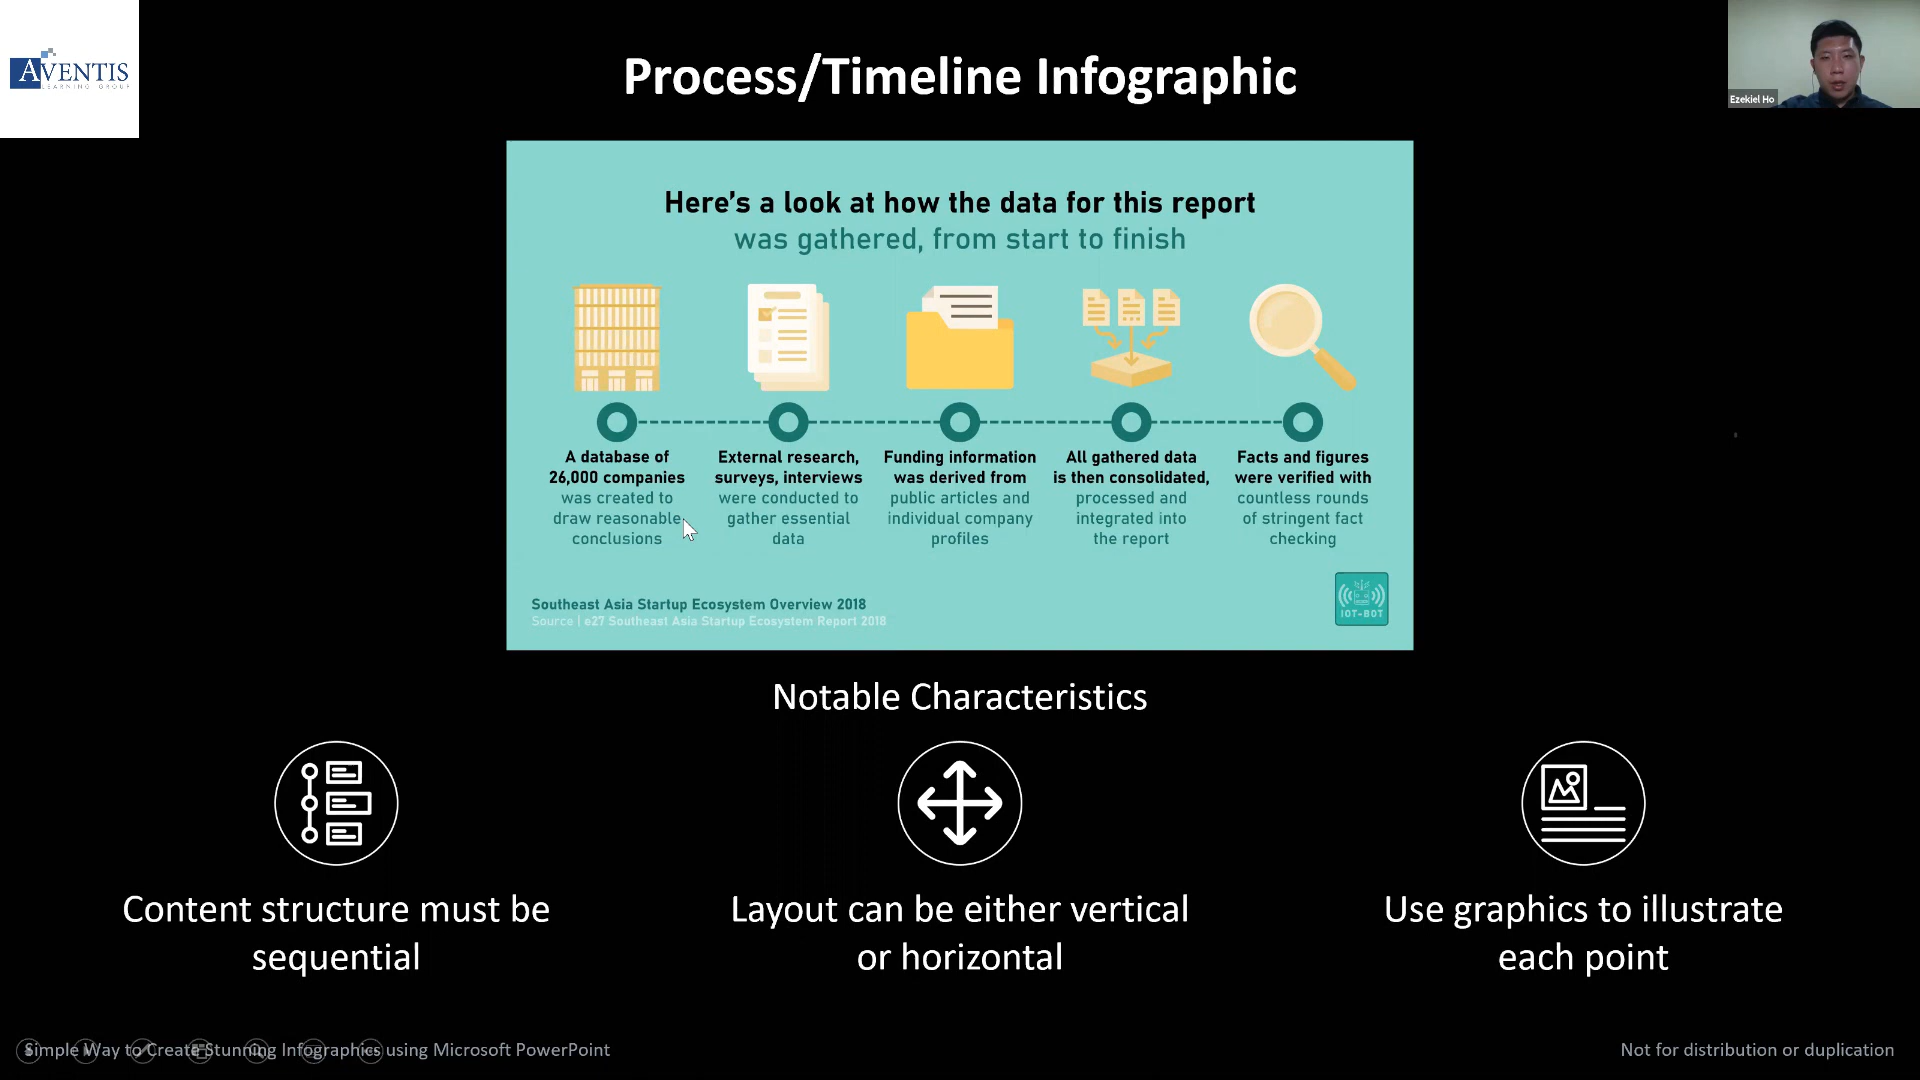 AVENTIS
LEARNING GROUP
Process/Timeline Infographic
Ezekiel Ho
Here's a look at how the data for this report
was gathered, from start to finish
A database of
26,000 companies
was created to
draw reasonable
conclusions
External research,
surveys, interviews
were conducted to
gather essential
data
Funding information
was derived from
public articles and
individual company
profiles
All gathered data
is then consolidated,
processed and
integrated into
the report
Facts and figures
were verified with
countless rounds
of stringent fact
checking
Southeast Asia Startup Ecosystem Overview 2018
Source | e27 Southeast Asia Startup Ecosystem Report 2018
IOT-BOT
Notable Characteristics
Content structure must be
sequential
Layout can be either vertical
or horizontal
Use graphics to illustrate
each point
Simple Way to Create Stunning Infographics using Microsoft PowerPoint
Not for distribution or duplication